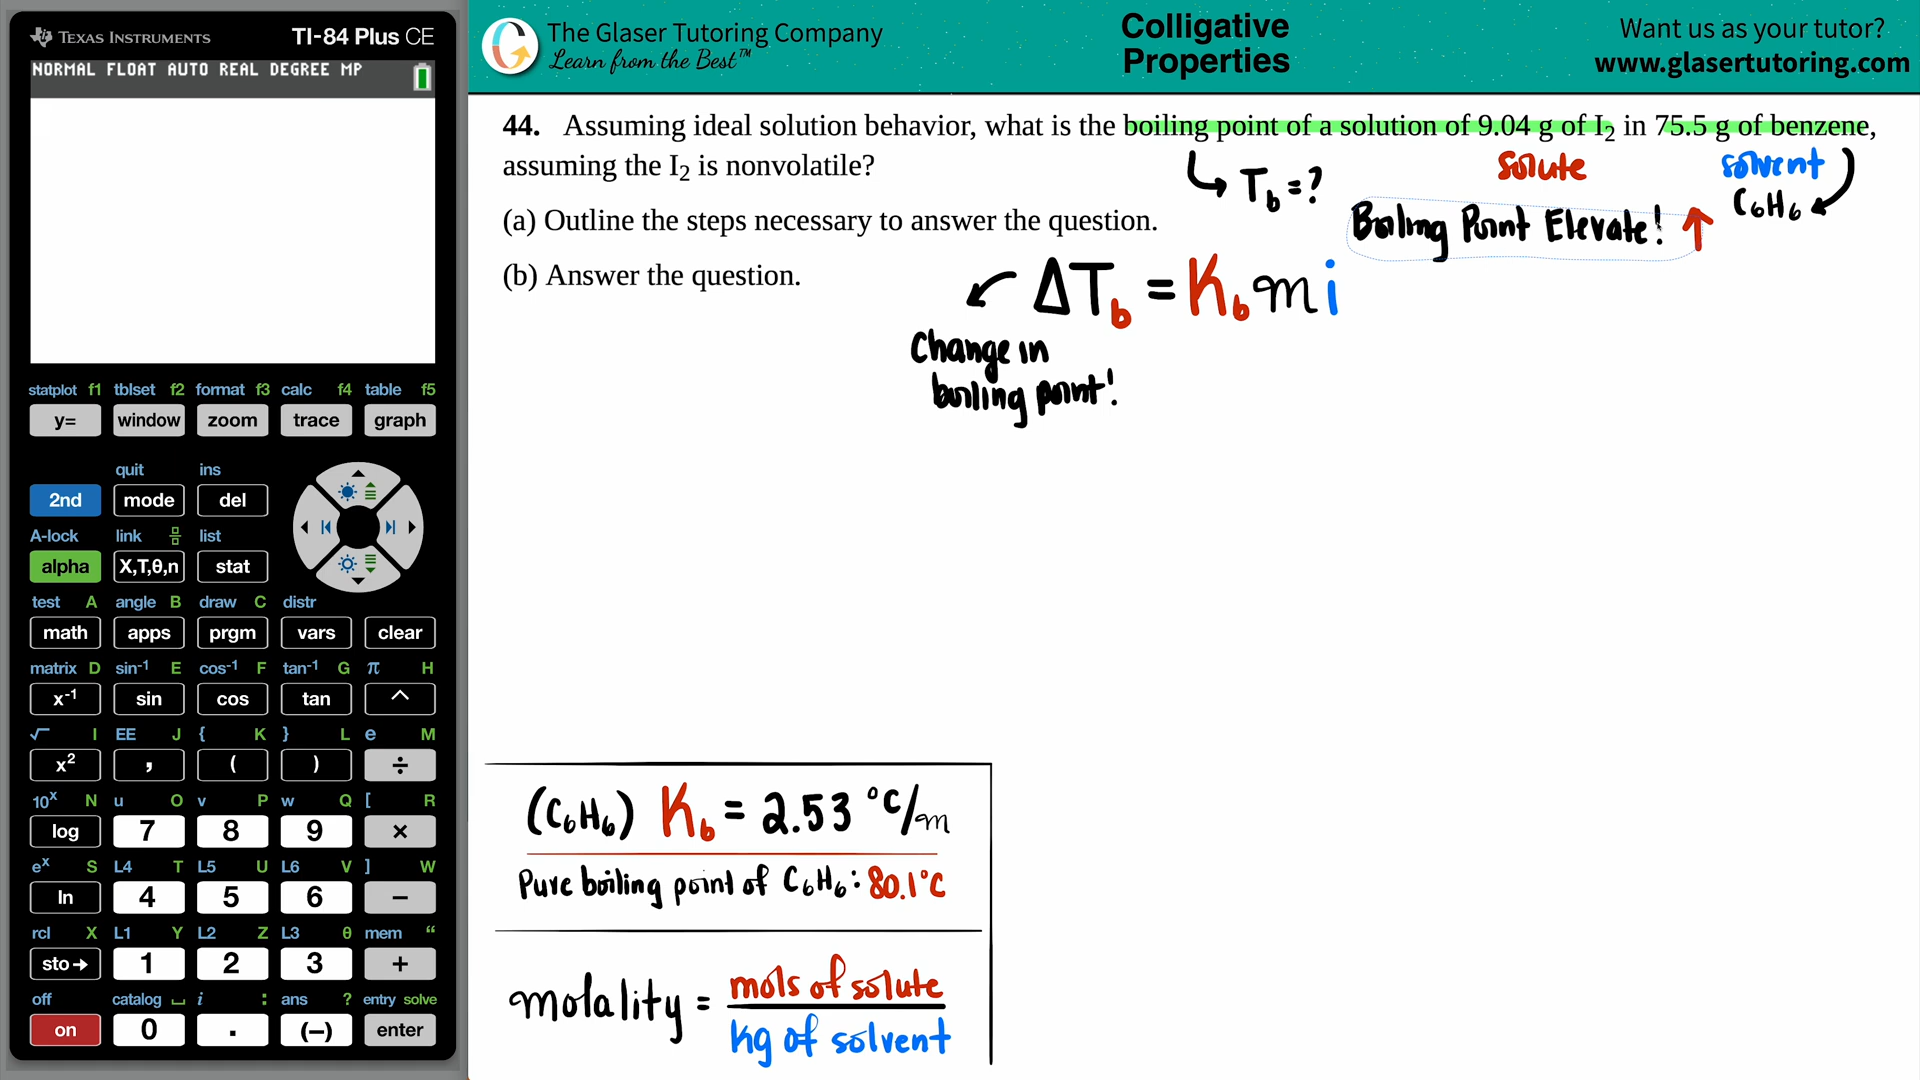 TEXAS INSTRUMENTS TI-84 Plus CE
NORMAL FLOAT AUTO REAL DEGREE MP
statplot f1 tblset f2 format f3 calc f4 table f5
y= window zoom trace graph
quit ins
2nd mode del
A-lock link list
alpha X,T,θ,n stat
test A angle B draw C distr
math apps prgm vars clear
matrix D sin⁻¹ E cos⁻¹ F tan⁻¹ G π H
x⁻¹ sin cos tan ^
√ I EE J { K } L e M
x² , ( ) ÷
10ˣ N u O v P w Q [ R
log 7 8 9 ×
eˣ S L4 T L5 U L6 V ] W
ln 4 5 6 −
rcl X L1 Y L2 Z L3 θ mem “
sto→ 1 2 3 +
off catalog ⎵ i : ans ? entry solve
on 0 . (−) enter
The Glaser Tutoring Company
Learn from the Best™
Colligative
Properties
Want us as your tutor?
www.glasertutoring.com
44. Assuming ideal solution behavior, what is the boiling point of a solution of 9.04 g of I₂ in 75.5 g of benzene,
assuming the I₂ is nonvolatile?
solute
solvent
T_b = ?
C₆H₆
(a) Outline the steps necessary to answer the question.
Boiling Point Elevate! ↑
(b) Answer the question.
ΔT_b = K_b m i
Change in
boiling point!
(C₆H₆) K_b = 2.53 °C/m
Pure boiling point of C₆H₆: 80.1°C
molality = mols of solute
kg of solvent